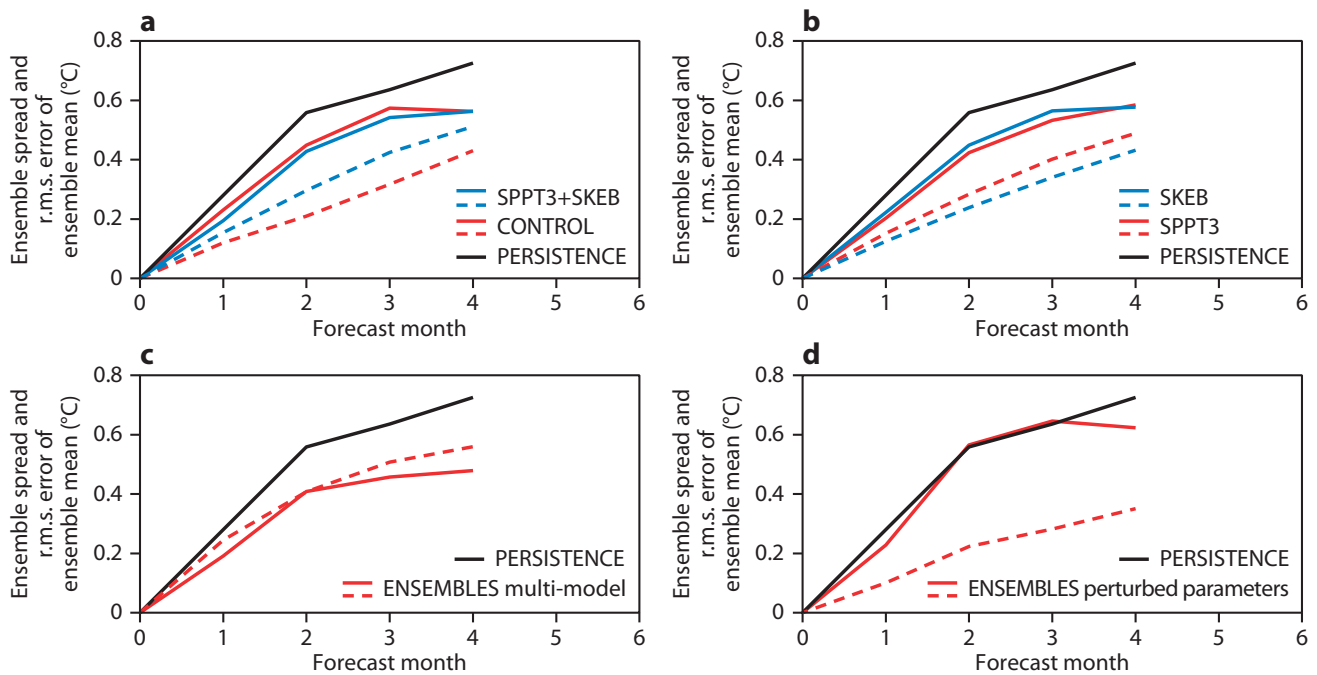 a
Ensemble spread and
r.m.s. error of
ensemble mean (°C)
0.8
0.6
0.4
0.2
0
SPPT3+SKEB
CONTROL
PERSISTENCE
0 1 2 3 4 5 6
Forecast month
b
Ensemble spread and
r.m.s. error of
ensemble mean (°C)
0.8
0.6
0.4
0.2
0
SKEB
SPPT3
PERSISTENCE
0 1 2 3 4 5 6
Forecast month
c
Ensemble spread and
r.m.s. error of
ensemble mean (°C)
0.8
0.6
0.4
0.2
0
PERSISTENCE
ENSEMBLES multi-model
0 1 2 3 4 5 6
Forecast month
d
Ensemble spread and
r.m.s. error of
ensemble mean (°C)
0.8
0.6
0.4
0.2
0
PERSISTENCE
ENSEMBLES perturbed parameters
0 1 2 3 4 5 6
Forecast month